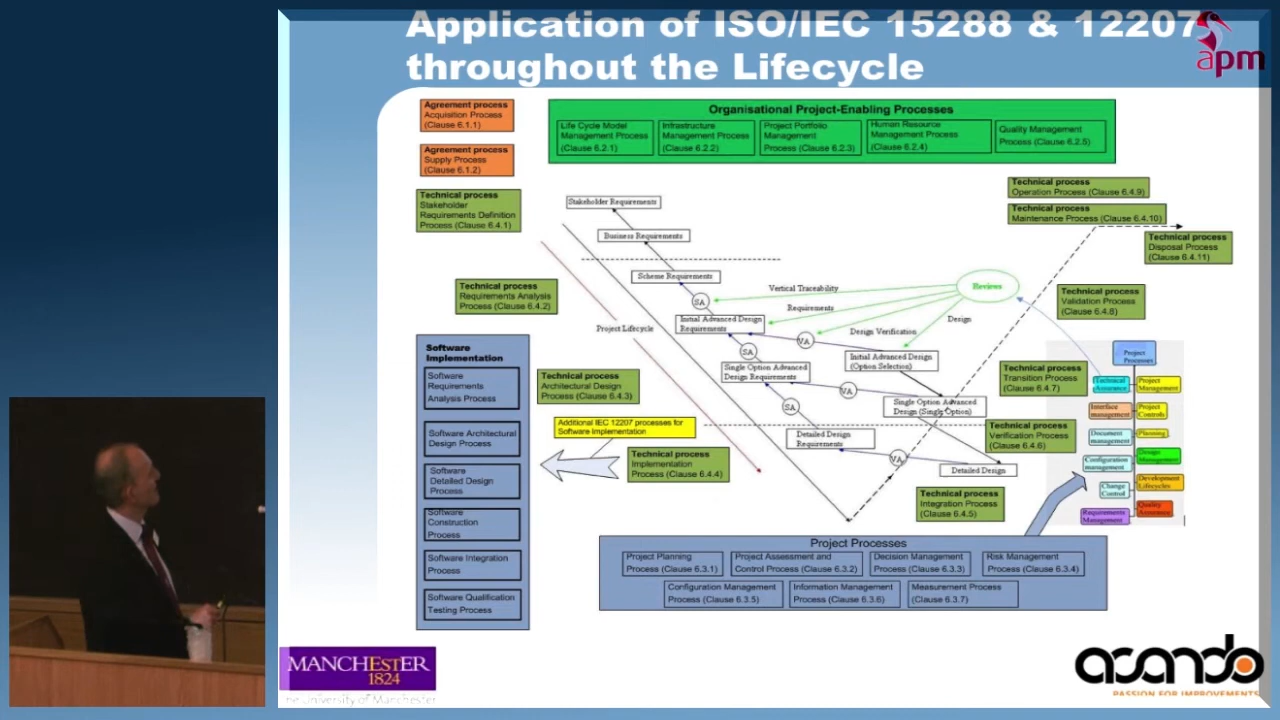 Application of ISO/IEC 15288 & 12207
throughout the Lifecycle
apm
Agreement process
Acquisition Process
(Clause 6.1.1)
Agreement process
Supply Process
(Clause 6.1.2)
Organisational Project-Enabling Processes
Life Cycle Model
Management Process
(Clause 6.2.1)
Infrastructure
Management Process
(Clause 6.2.2)
Project Portfolio
Management
Process (Clause 6.2.3)
Human Resource
Management Process
(Clause 6.2.4)
Quality Management
Process (Clause 6.2.5)
Technical process
Stakeholder
Requirements Definition
Process (Clause 6.4.1)
Technical process
Operation Process (Clause 6.4.9)
Technical process
Maintenance Process (Clause 6.4.10)
Technical process
Disposal Process
(Clause 6.4.11)
Stakeholder Requirements
Business Requirements
Scheme Requirements
Technical process
Requirements Analysis
Process (Clause 6.4.2)
SA
Vertical Traceability
Requirements
Reviews
Design Verification
Design
Technical process
Validation Process
(Clause 6.4.8)
Project Lifecycle
Initial Advanced Design
Requirements
VA
SA
Initial Advanced Design
(Option Selection)
Single Option Advanced
Design Requirements
VA
SA
Single Option Advanced
Design (Single Option)
Detailed Design
Requirements
VA
Detailed Design
Software
Implementation
Software
Requirements
Analysis Process
Software Architectural
Design Process
Software
Detailed Design
Process
Software
Construction
Process
Software Integration
Process
Software Qualification
Testing Process
Technical process
Architectural Design
Process (Clause 6.4.3)
Additional IEC 12207 processes for
Software Implementation
Technical process
Implementation
Process (Clause 6.4.4)
Technical process
Transition Process
(Clause 6.4.7)
Technical process
Verification Process
(Clause 6.4.6)
Technical process
Integration Process
(Clause 6.4.5)
Project
Processes
Technical
Assurance
Project
Management
Interface
management
Project
Controls
Document
management
Planning
Configuration
management
Design
Management
Change
Control
Development
Lifecycles
Requirements
Management
Quality
Assurance
Project Processes
Project Planning
Process (Clause 6.3.1)
Project Assessment and
Control Process (Clause 6.3.2)
Decision Management
Process (Clause 6.3.3)
Risk Management
Process (Clause 6.3.4)
Configuration Management
Process (Clause 6.3.5)
Information Management
Process (Clause 6.3.6)
Measurement Process
(Clause 6.3.7)
MANCHESTER
1824
The University of Manchester
asando
PASSION FOR IMPROVEMENTS